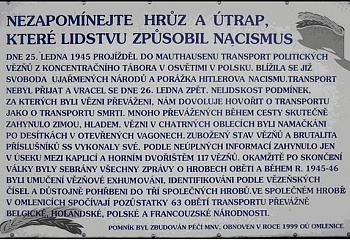 NEZAPOMÍNEJTE HRŮZ A ÚTRAP,
KTERÉ LIDSTVU ZPŮSOBIL NACISMUS
DNE 25. LEDNA 1945 PROJÍŽDĚL DO MAUTHAUSENU TRANSPORT POLITICKÝCH
VĚZŇŮ Z KONCENTRAČNÍHO TÁBORA V OSVĚTIMI V POLSKU. BLÍŽILA SE JIŽ
SVOBODA UJAŘMENÝCH NÁRODŮ A PORÁŽKA HITLEROVA NACISMU.TRANSPORT
NEBYL PŘIJAT A VRACEL SE DNE 26. LEDNA ZPĚT. NELIDSKOST PODMÍNEK,
ZA KTERÝCH BYLI VĚZNI PŘEVÁŽENI, NÁM DOVOLUJE HOVOŘIT O TRANSPORTU
JAKO O TRANSPORTU SMRTI. MNOHO PŘEVÁŽENÝCH BĚHEM CESTY SKUTEČNĚ
ZAHYNULO ZIMOU, HLADEM. VĚZNI V CHATRNÝCH OBLECÍCH BYLI NAMAČKÁNI
PO DESÍTKÁCH V OTEVŘENÝCH VAGONECH. ZUBOŽENÝ STAV VĚZŇŮ A BRUTALITA
PŘÍSLUŠNÍKŮ SS VYKONALY SVÉ. PODLE NEÚPLNÝCH INFORMACÍ ZAHYNULO JEN
V ÚSEKU MEZI KAPLICÍ A HORNÍM DVOŘIŠTĚM 117 VĚZŇŮ. OKAMŽITĚ PO SKONČENÍ
VÁLKY BYLY SEBRÁNY VŠECHNY ZPRÁVY O HROBECH OBĚTÍ A BĚHEM R. 1945-46
BYLI UMUČENÍ VĚZŇOVÉ EXHUMOVÁNI, IDENTIFIKOVÁNI PODLE VĚZEŇSKÝCH
ČÍSEL A DŮSTOJNĚ POHŘBENI DO TŘÍ SPOLEČNÝCH HROBŮ.VE SPOLEČNÉM HROBĚ
V OMLENICÍCH SPOČÍVAJÍ POZŮSTATKY 63 OBĚTÍ TRANSPORTU PŘEVÁŽNĚ
BELGICKÉ, HOLANDSKÉ, POLSKÉ A FRANCOUZSKÉ NÁRODNOSTI.
POMNÍK BYL ZBUDOVÁN PÉČÍ MNV, OBNOVEN V ROCE 1999 OÚ OMLENICE